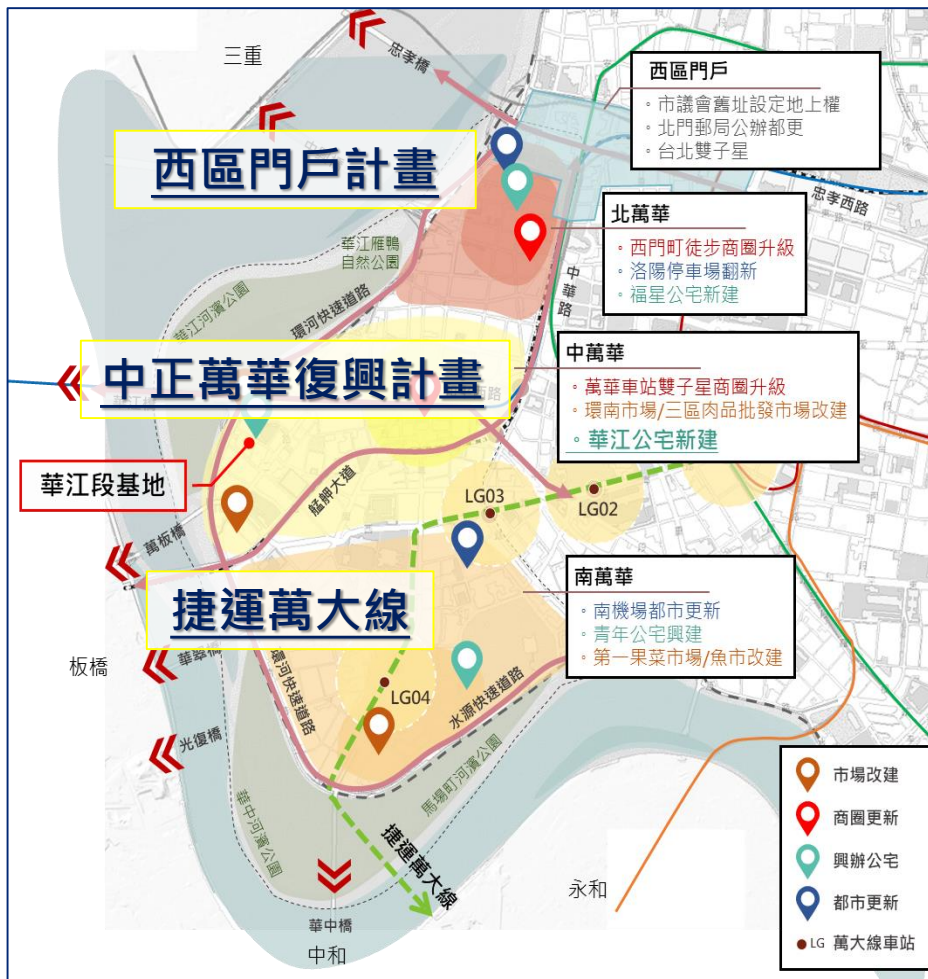 三重
忠孝橋
西區門戶
◦市議會舊址設定地上權
◦北門郵局公辦都更
◦台北雙子星
西區門戶計畫
忠孝西路
北萬華
◦西門町徒步商圈升級
◦洛陽停車場翻新
◦福星公宅新建
華江雁鴨
自然公園
中華路
環河快速道路
華江河濱公園
中萬華
◦萬華車站雙子星商圈升級
◦環南市場/三區肉品批發市場改建
◦華江公宅新建
中正萬華復興計畫
西路
華江段基地
艋舺大道
LG03
LG02
萬板橋
南萬華
◦南機場都市更新
◦青年公宅興建
◦第一果菜市場/魚市改建
捷運萬大線
板橋
華翠橋
環河快速道路
LG04
水源快速道路
光復橋
馬場町河濱公園
華中河濱公園
捷運萬大線
永和
華中橋
中和
市場改建
商圈更新
興辦公宅
都市更新
LG 萬大線車站